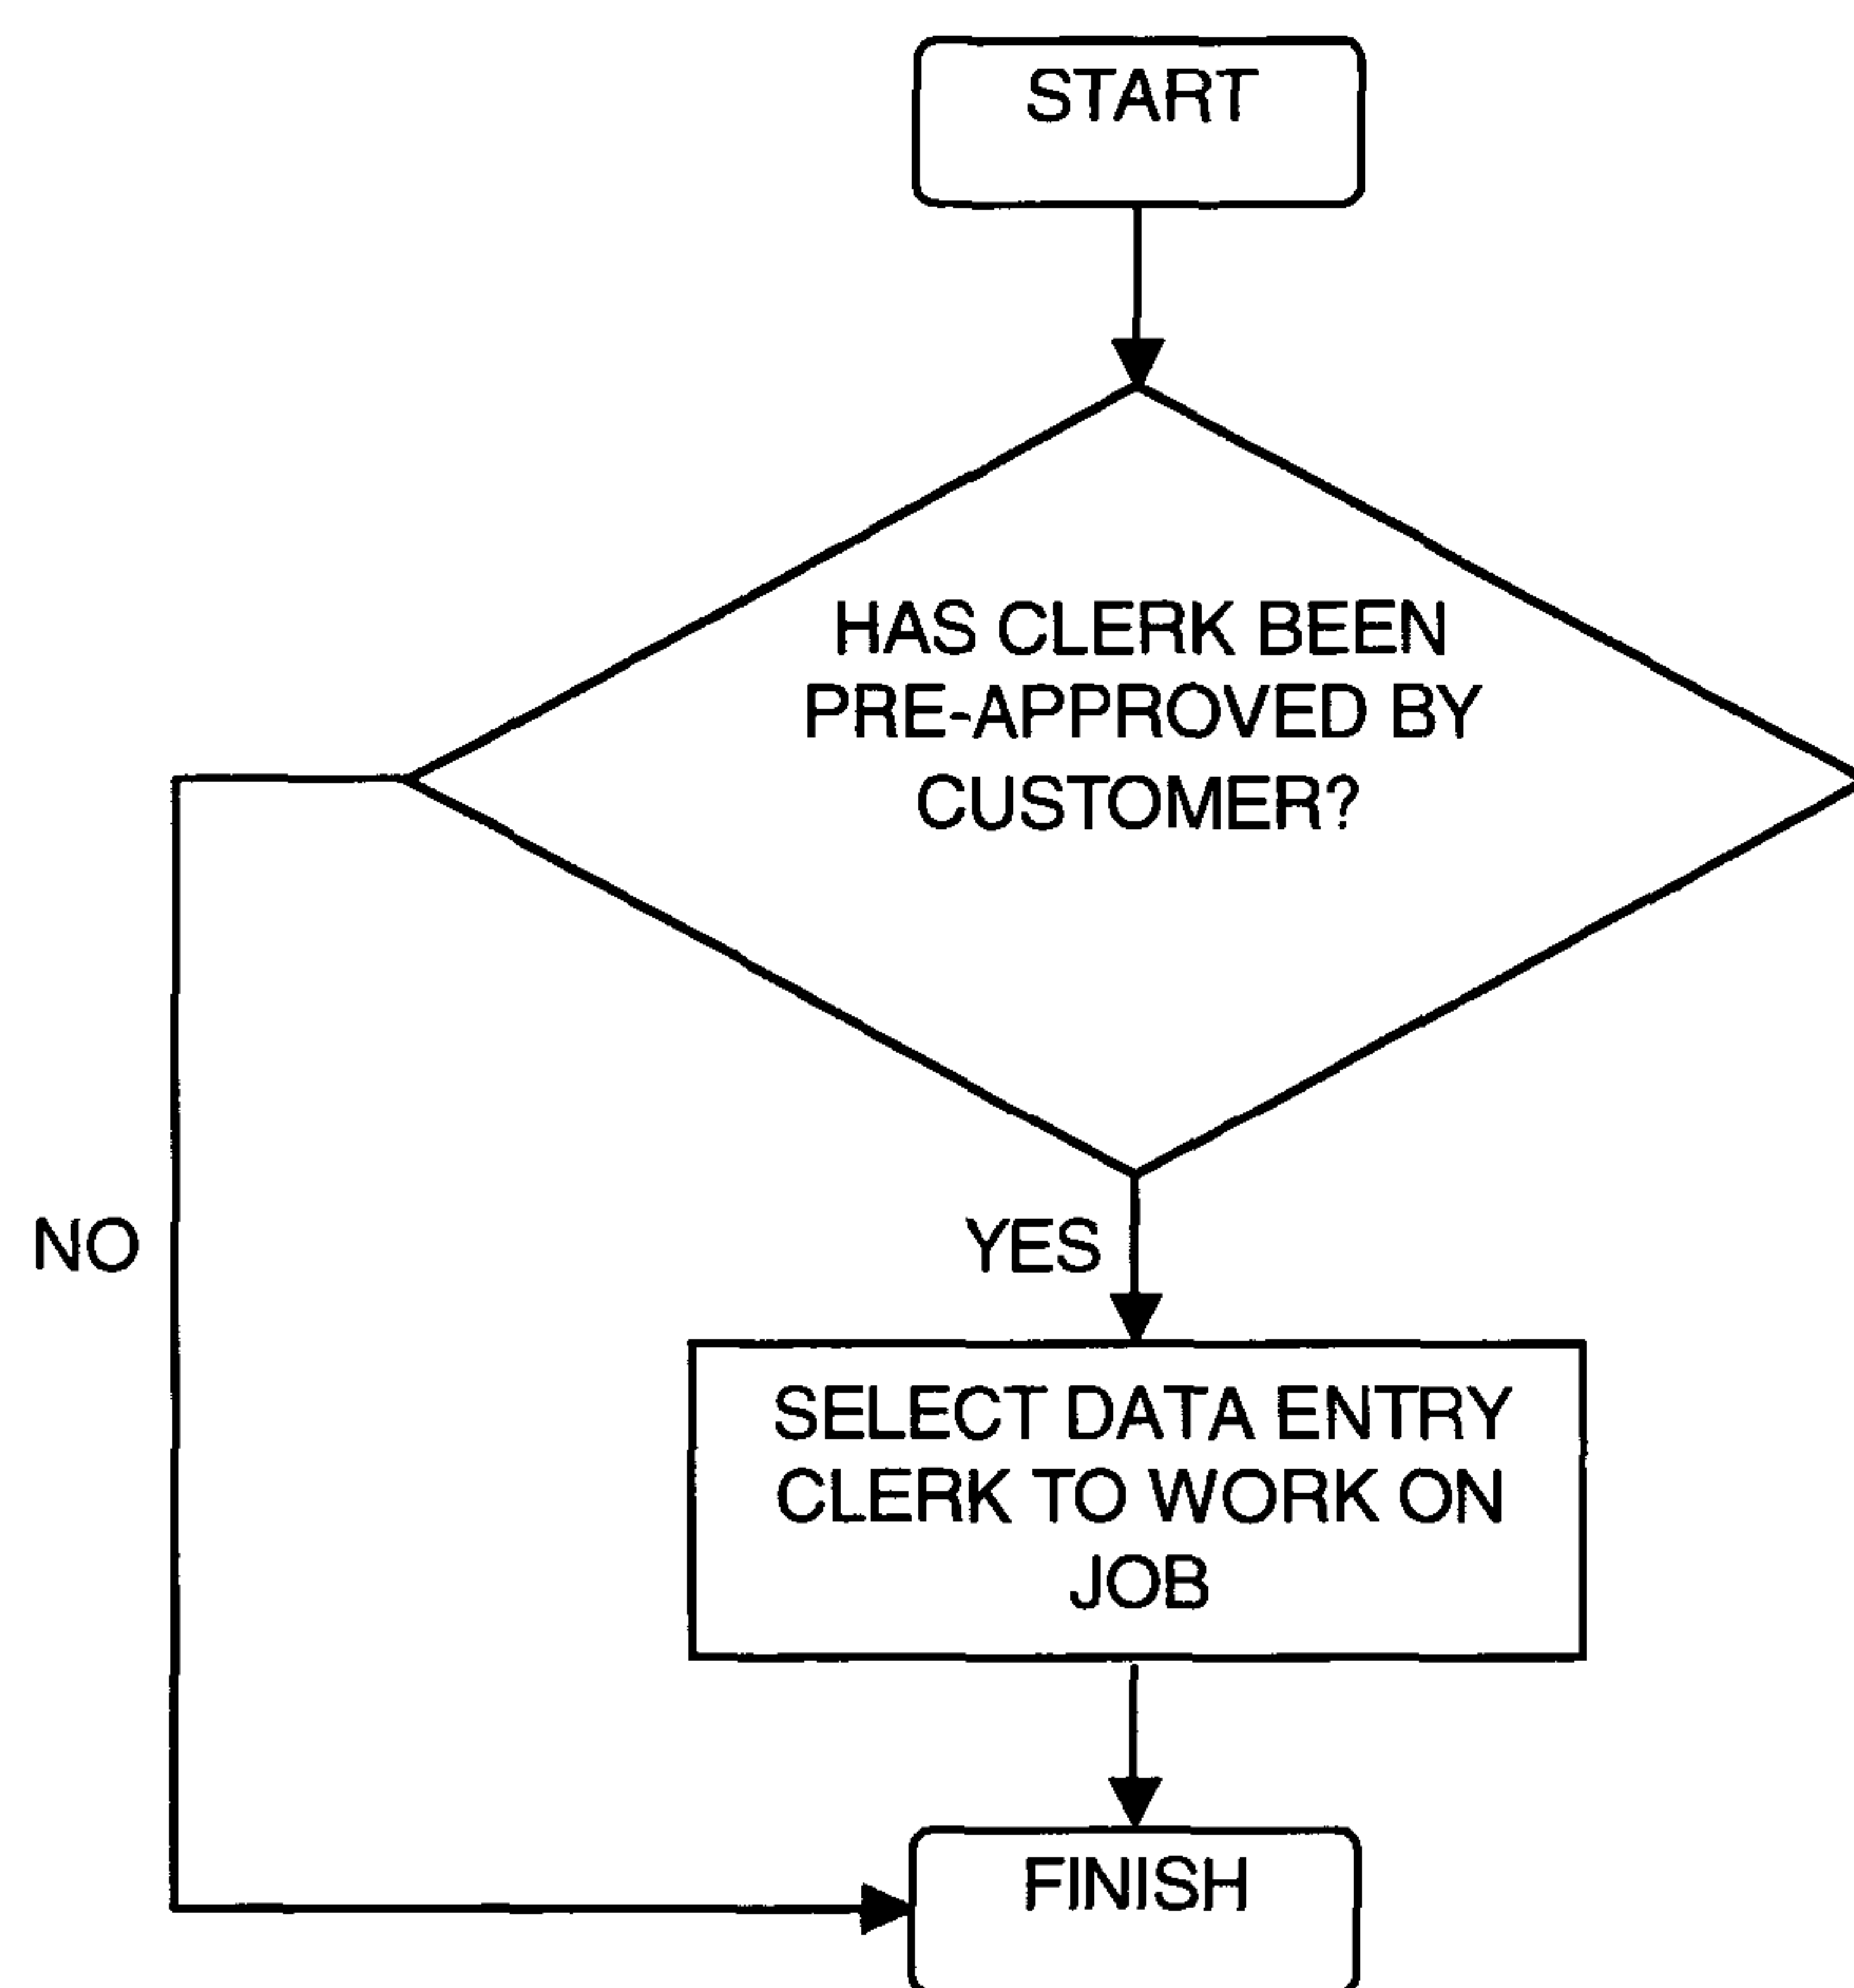 START
HAS CLERK BEEN
PRE-APPROVED BY
CUSTOMER?
NO
YES
SELECT DATA ENTRY
CLERK TO WORK ON
JOB
FINISH